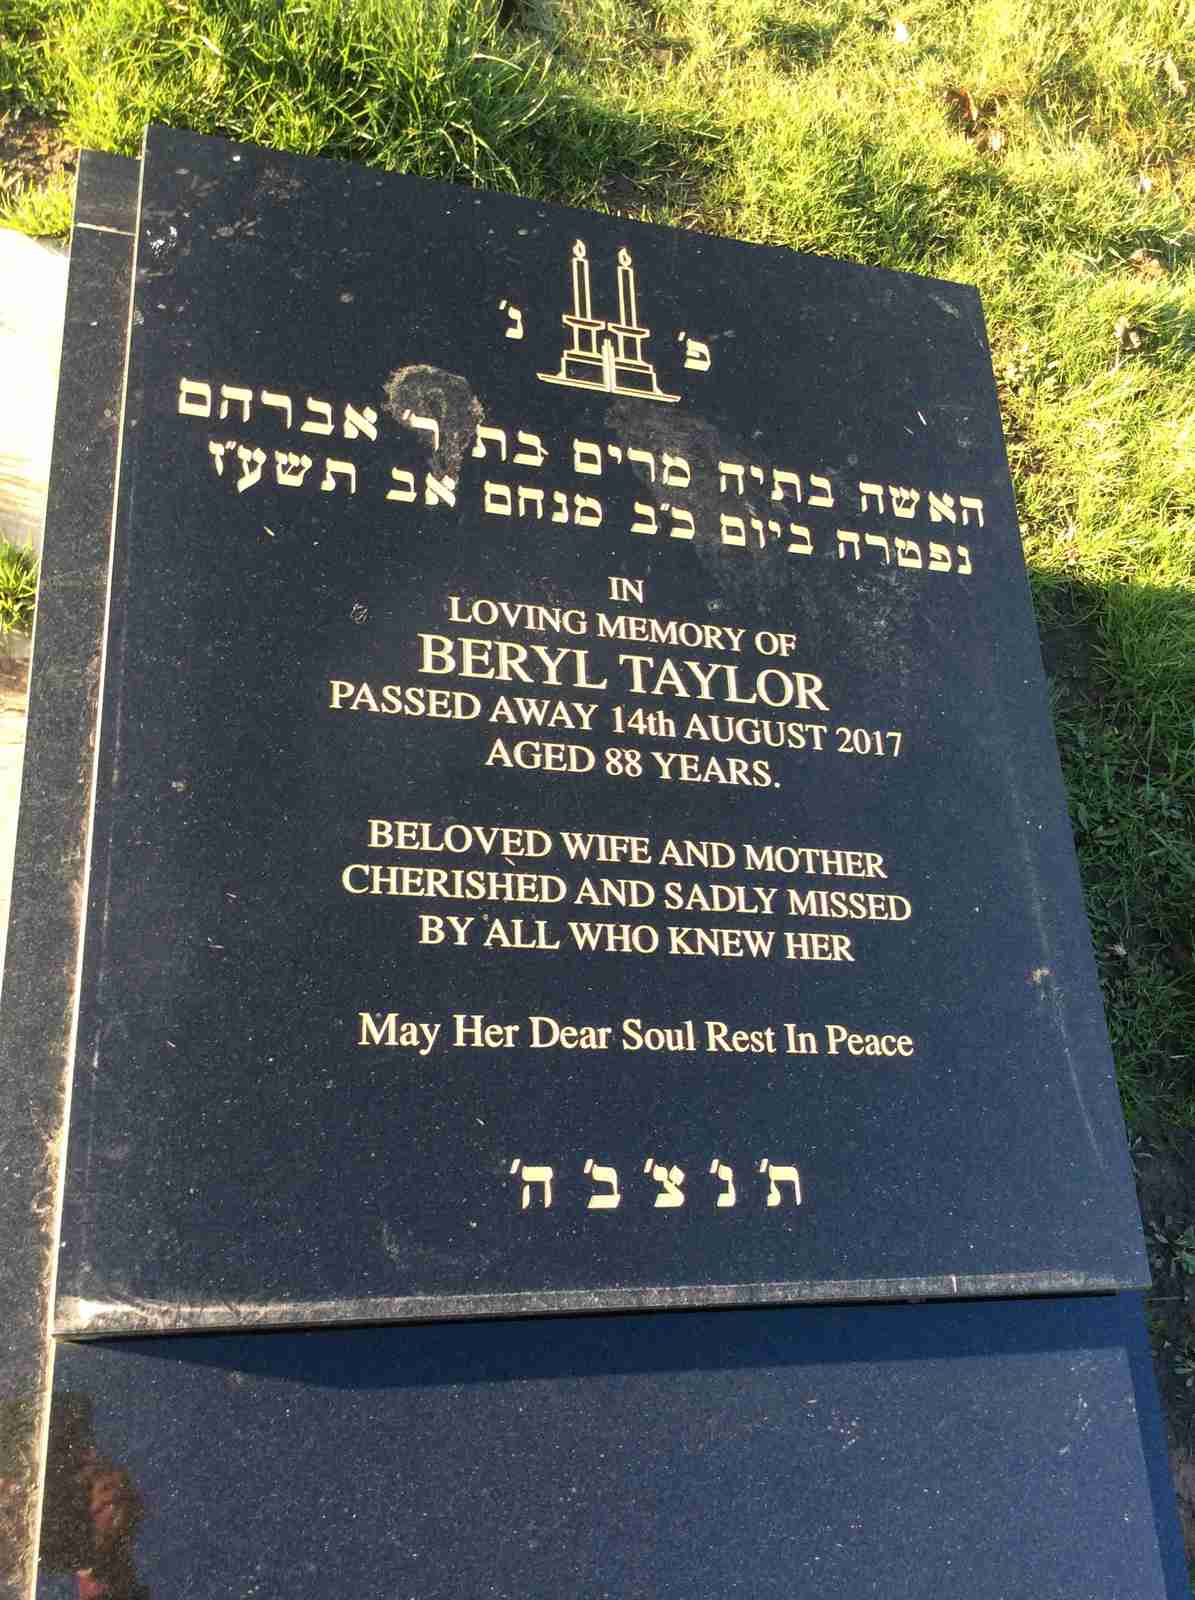 פ' נ'
האשה בתיה מרים בת ר' אברהם
נפטרה ביום כ"ב מנחם אב תשע"ז
IN
LOVING MEMORY OF
BERYL TAYLOR
PASSED AWAY 14th AUGUST 2017
AGED 88 YEARS.
BELOVED WIFE AND MOTHER
CHERISHED AND SADLY MISSED
BY ALL WHO KNEW HER
May Her Dear Soul Rest In Peace
ת' נ' צ' ב' ה'